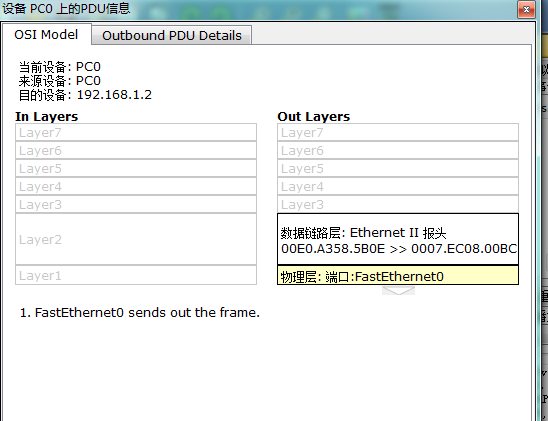 设备 PC0 上的PDU信息
OSI Model
Outbound PDU Details
当前设备: PC0
来源设备: PC0
目的设备: 192.168.1.2
In Layers
Out Layers
Layer7
Layer7
Layer6
Layer6
Layer5
Layer5
Layer4
Layer4
Layer3
Layer3
Layer2
数据链路层: Ethernet II 报头
00E0.A358.5B0E >> 0007.EC08.00BC
Layer1
物理层: 端口:FastEthernet0
1. FastEthernet0 sends out the frame.